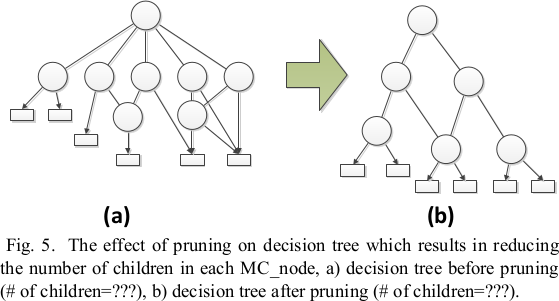 (a)
(b)
Fig. 5. The effect of pruning on decision tree which results in reducing
the number of children in each MC_node, a) decision tree before pruning
(# of children=???), b) decision tree after pruning (# of children=???).